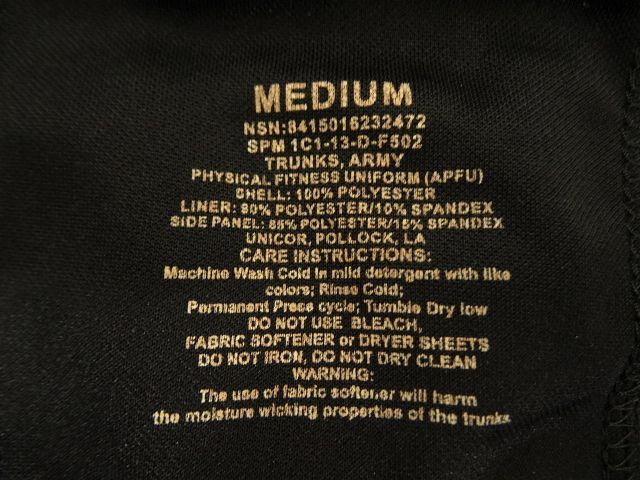 MEDIUM
NSN:8415016232472
SPM 1C1-13-D-F502
TRUNKS, ARMY
PHYSICAL FITNESS UNIFORM (APFU)
SHELL: 100% POLYESTER
LINER: 90% POLYESTER/10% SPANDEX
SIDE PANEL: 85% POLYESTER/15% SPANDEX
UNICOR, POLLOCK, LA
CARE INSTRUCTIONS:
Machine Wash Cold in mild detergent with like
colors; Rinse Cold;
Permanent Press cycle; Tumble Dry low
DO NOT USE BLEACH,
FABRIC SOFTENER or DRYER SHEETS
DO NOT IRON, DO NOT DRY CLEAN
WARNING:
The use of fabric softener will harm
the moisture wicking properties of the trunks